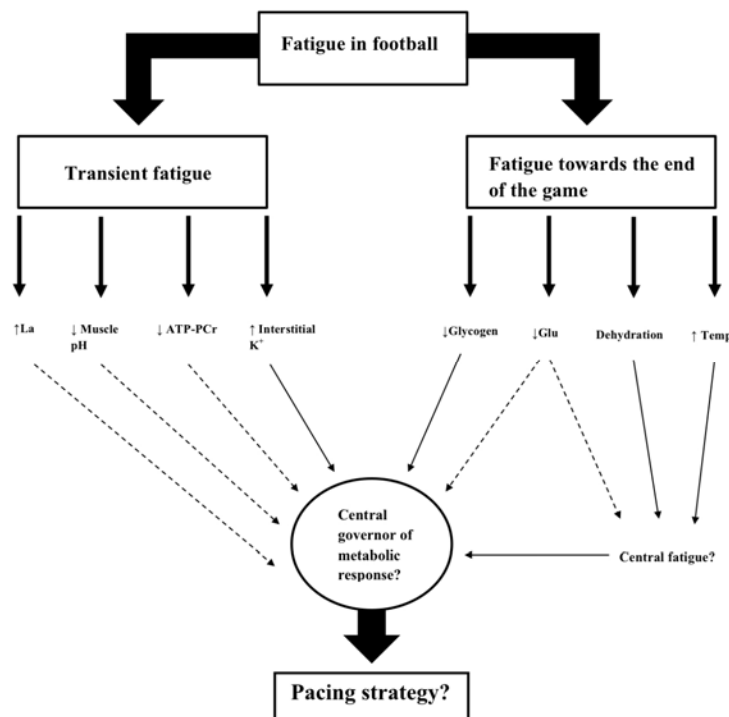 Fatigue in football
Transient fatigue
Fatigue towards the end
of the game
↑La
↓ Muscle
pH
↓ ATP-PCr
↑ Interstitial
K⁺
↓Glycogen
↓Glu
Dehydration
↑ Temp
Central
governor of
metabolic
response?
Central fatigue?
Pacing strategy?